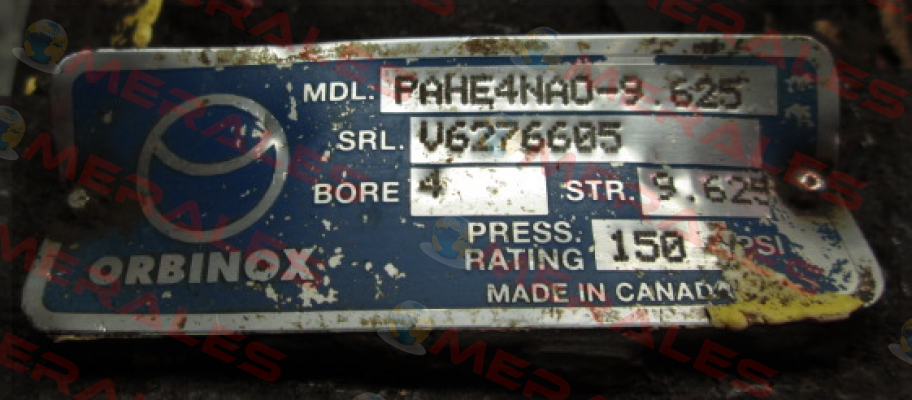 MDL. PAHE4NAO-9.625
SRL. V6276605
BORE 4 STR. 9.625
PRESS. RATING 150 PSI
ORBINOX
MADE IN CANADA
OMERALES